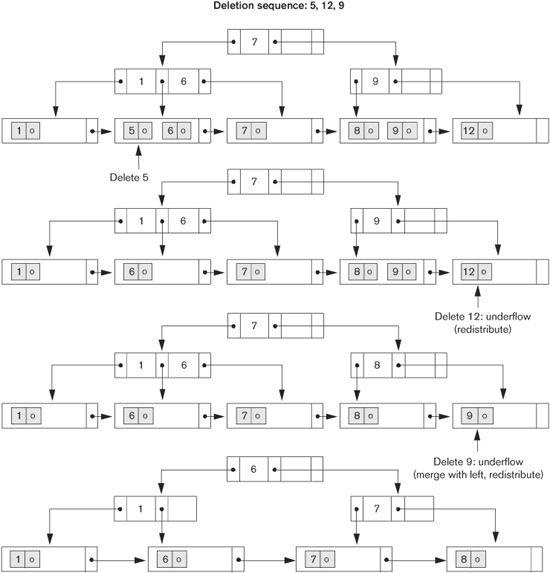 Deletion sequence: 5, 12, 9
7
1 6 9
1 o 5 o 6 o 7 o 8 o 9 o 12 o
Delete 5
7
1 6 9
1 o 6 o 7 o 8 o 9 o 12 o
Delete 12: underflow
(redistribute)
7
1 6 8
1 o 6 o 7 o 8 o 9 o
Delete 9: underflow
(merge with left, redistribute)
6
1 7
1 o 6 o 7 o 8 o